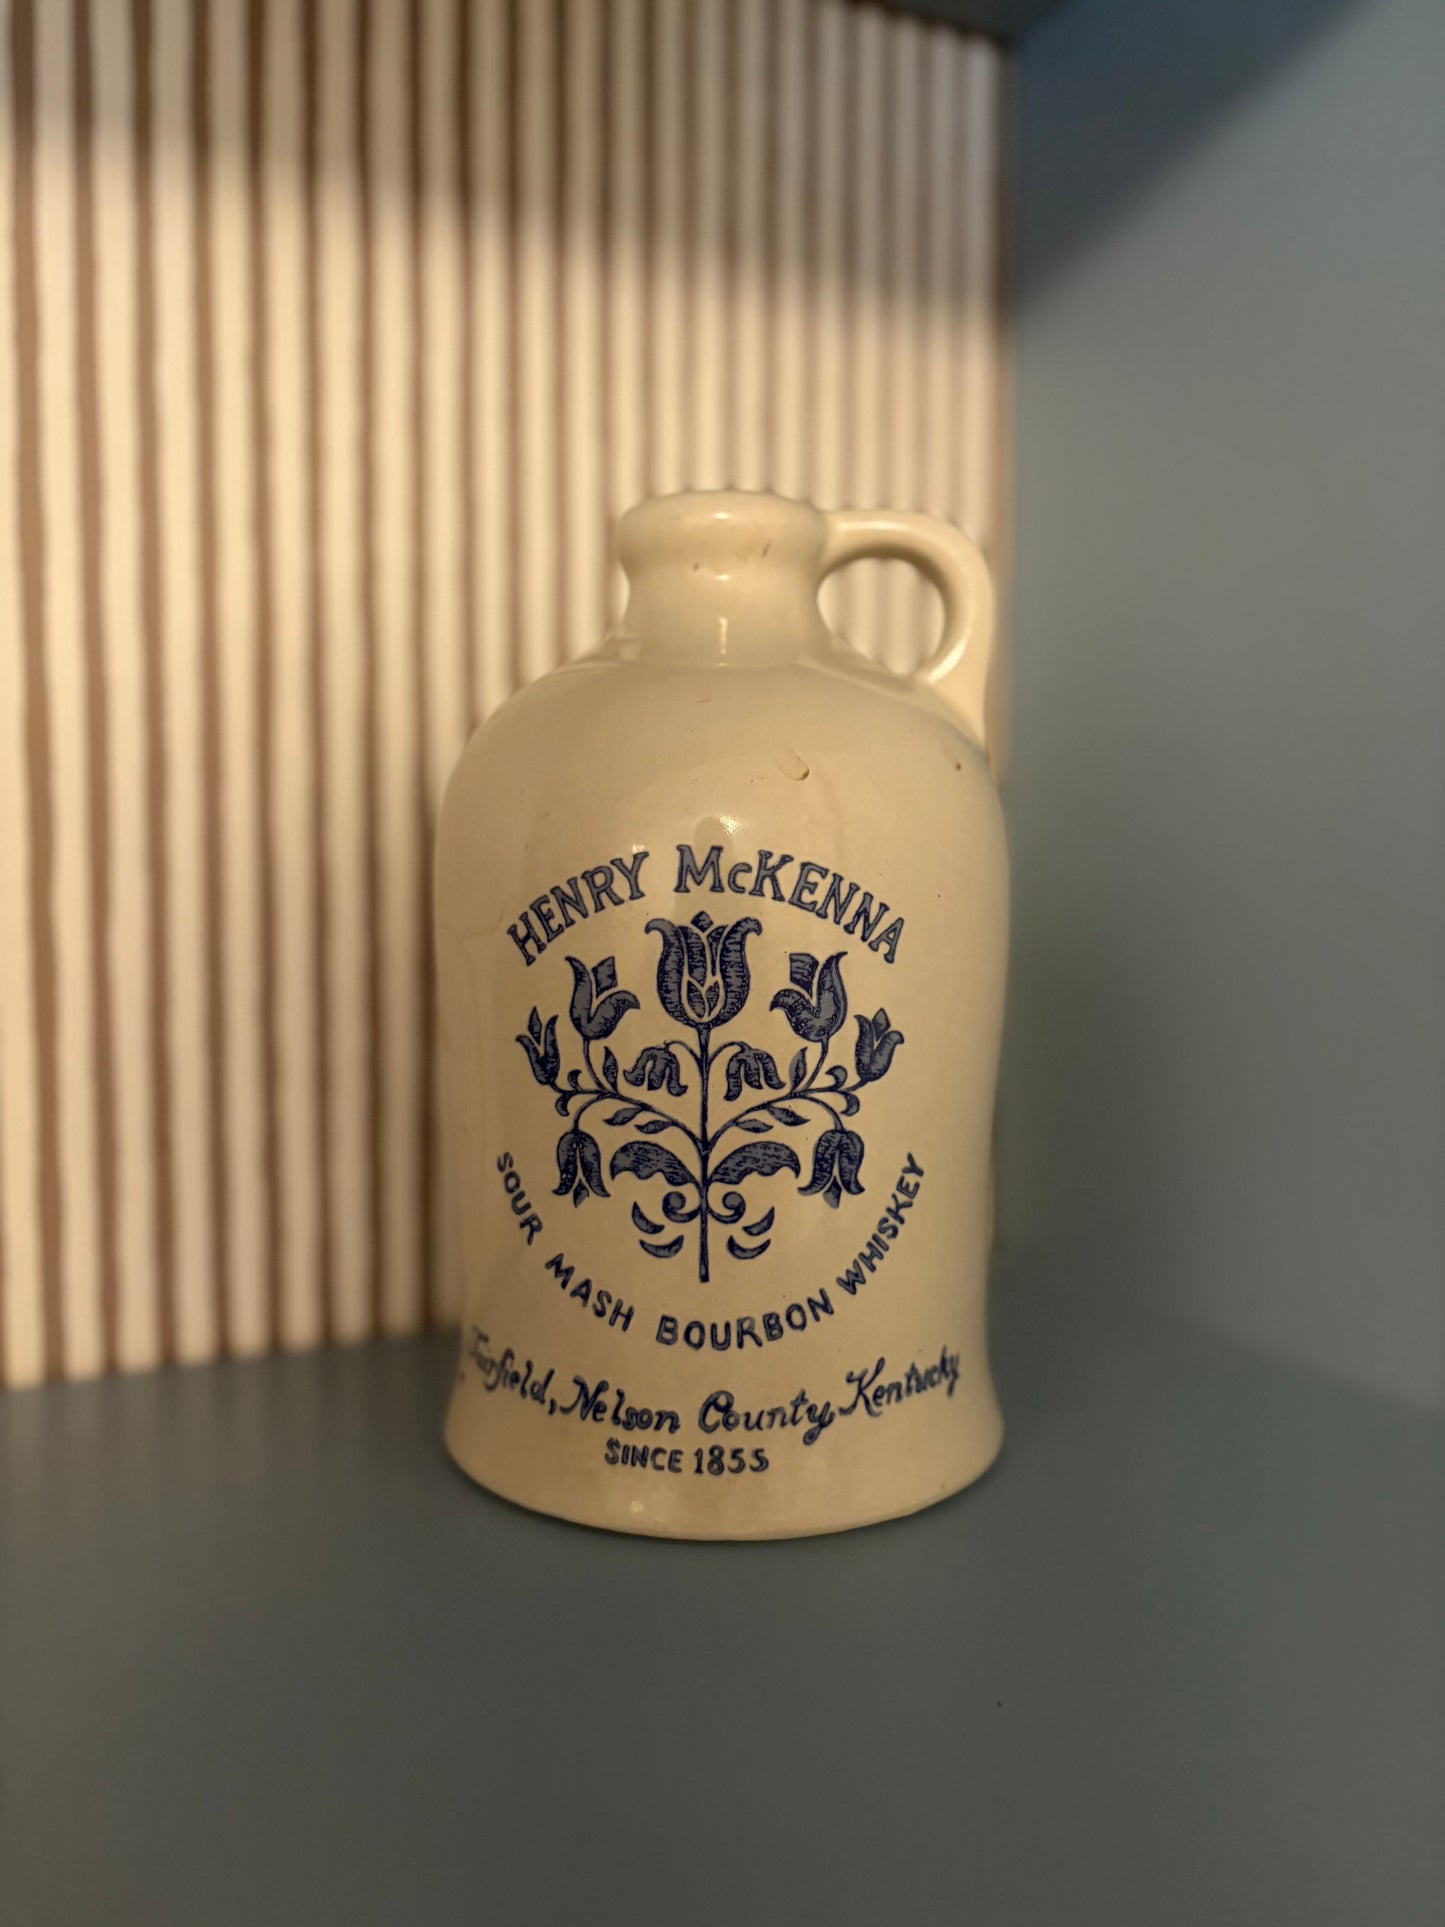 HENRY McKENNA
SOUR MASH BOURBON WHISKEY
Fairfield, Nelson County, Kentucky
SINCE 1855